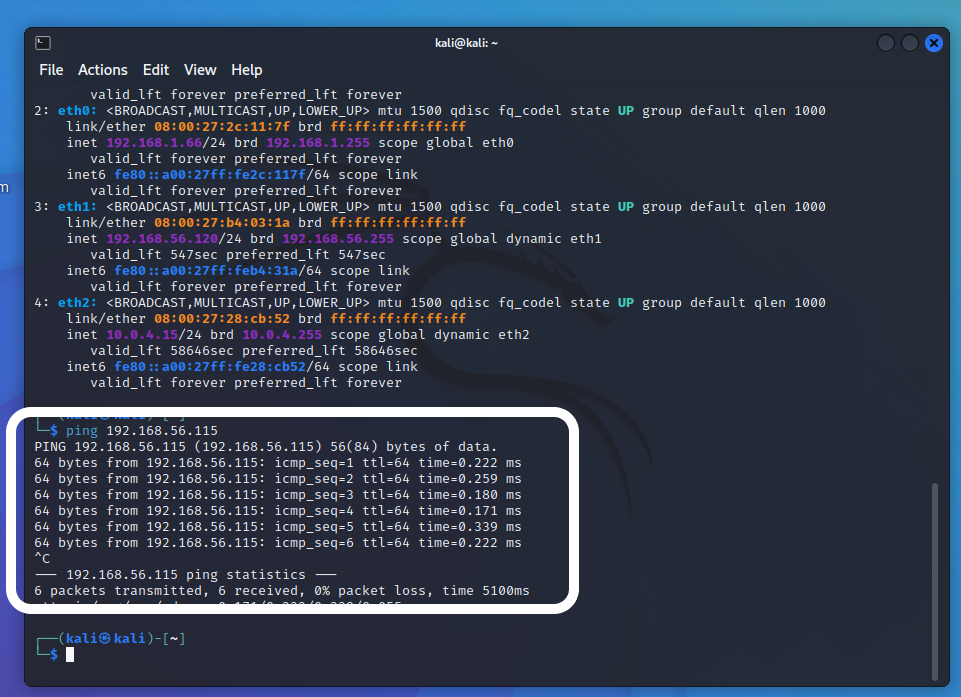 kali@kali: ~
File Actions Edit View Help
valid_lft forever preferred_lft forever
2: eth0: <BROADCAST,MULTICAST,UP,LOWER_UP> mtu 1500 qdisc fq_codel state UP group default qlen 1000
link/ether 08:00:27:2c:11:7f brd ff:ff:ff:ff:ff:ff
inet 192.168.1.66/24 brd 192.168.1.255 scope global eth0
valid_lft forever preferred_lft forever
inet6 fe80::a00:27ff:fe2c:117f/64 scope link
valid_lft forever preferred_lft forever
3: eth1: <BROADCAST,MULTICAST,UP,LOWER_UP> mtu 1500 qdisc fq_codel state UP group default qlen 1000
link/ether 08:00:27:b4:03:1a brd ff:ff:ff:ff:ff:ff
inet 192.168.56.120/24 brd 192.168.56.255 scope global dynamic eth1
valid_lft 547sec preferred_lft 547sec
inet6 fe80::a00:27ff:feb4:31a/64 scope link
valid_lft forever preferred_lft forever
4: eth2: <BROADCAST,MULTICAST,UP,LOWER_UP> mtu 1500 qdisc fq_codel state UP group default qlen 1000
link/ether 08:00:27:28:cb:52 brd ff:ff:ff:ff:ff:ff
inet 10.0.4.15/24 brd 10.0.4.255 scope global dynamic eth2
valid_lft 58646sec preferred_lft 58646sec
inet6 fe80::a00:27ff:fe28:cb52/64 scope link
valid_lft forever preferred_lft forever
└─$ ping 192.168.56.115
PING 192.168.56.115 (192.168.56.115) 56(84) bytes of data.
64 bytes from 192.168.56.115: icmp_seq=1 ttl=64 time=0.222 ms
64 bytes from 192.168.56.115: icmp_seq=2 ttl=64 time=0.259 ms
64 bytes from 192.168.56.115: icmp_seq=3 ttl=64 time=0.180 ms
64 bytes from 192.168.56.115: icmp_seq=4 ttl=64 time=0.171 ms
64 bytes from 192.168.56.115: icmp_seq=5 ttl=64 time=0.339 ms
64 bytes from 192.168.56.115: icmp_seq=6 ttl=64 time=0.222 ms
^C
--- 192.168.56.115 ping statistics ---
6 packets transmitted, 6 received, 0% packet loss, time 5100ms
┌──(kali㉿kali)-[~]
└─$